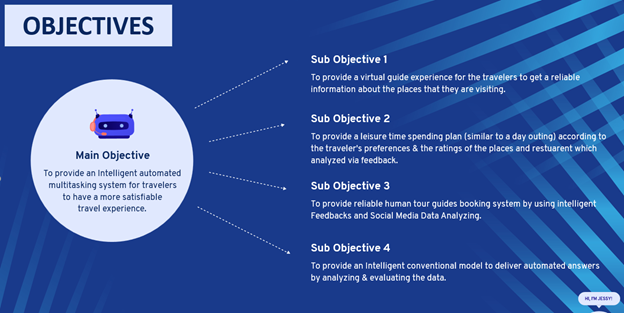 OBJECTIVES
Main Objective
To provide an Intelligent automated
multitasking system for travelers
to have a more satisfiable
travel experience.
Sub Objective 1
To provide a virtual guide experience for the travelers to get a reliable
information about the places that they are visiting.
Sub Objective 2
To provide a leisure time spending plan (similar to a day outing) according to
the traveler's preferences & the ratings of the places and restuarent which
analyzed via feedback.
Sub Objective 3
To provide reliable human tour guides booking system by using intelligent
Feedbacks and Social Media Data Analyzing.
Sub Objective 4
To provide an Intelligent conventional model to deliver automated answers
by analyzing & evaluating the data.
HI, I'M JESSY!